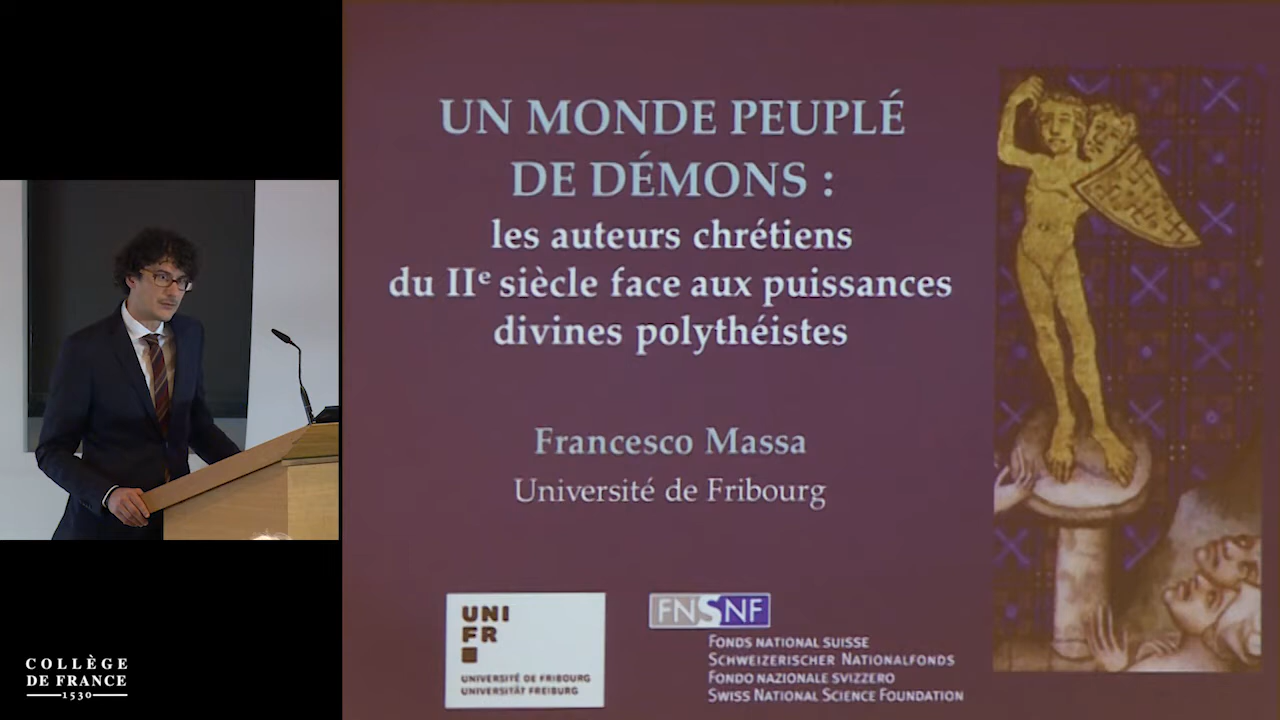 UN MONDE PEUPLÉ
DE DÉMONS :
les auteurs chrétiens
du IIe siècle face aux puissances
divines polythéistes
Francesco Massa
Université de Fribourg
UNI
FR
UNIVERSITÉ DE FRIBOURG
UNIVERSITÄT FREIBURG
FNSNF
FONDS NATIONAL SUISSE
SCHWEIZERISCHER NATIONALFONDS
FONDO NAZIONALE SVIZZERO
SWISS NATIONAL SCIENCE FOUNDATION
COLLÈGE
DE FRANCE
1530